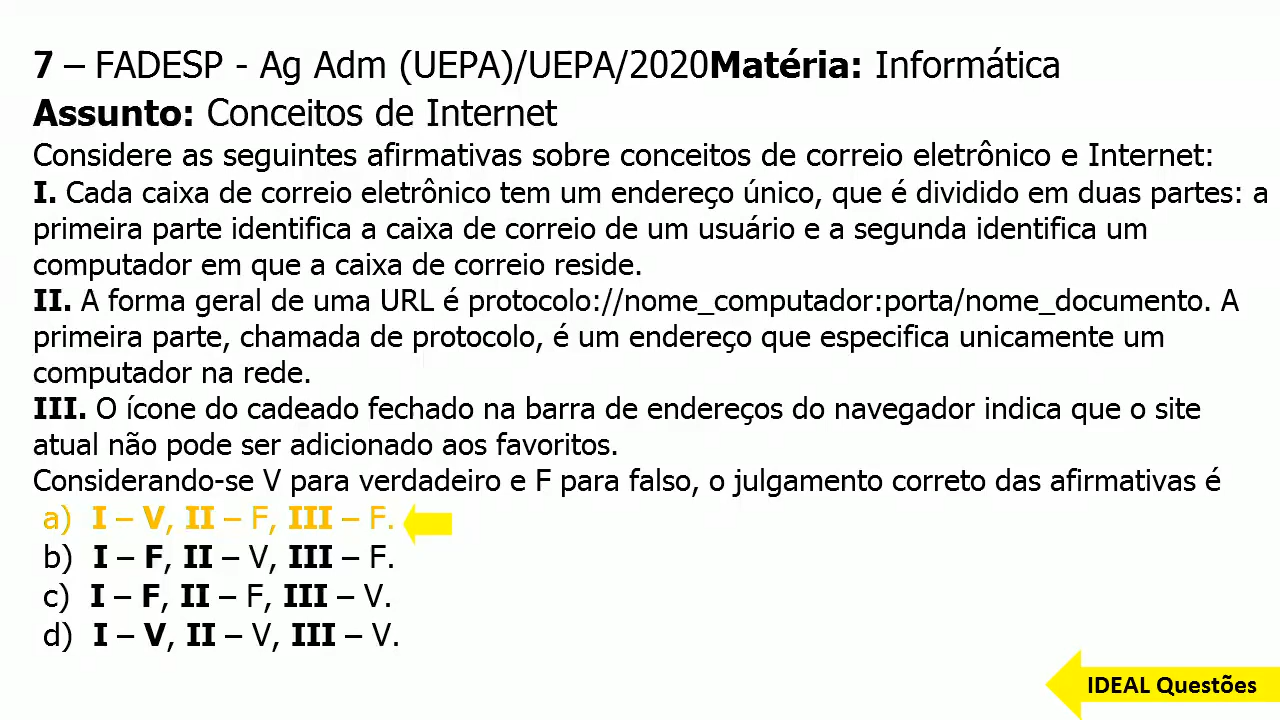 7 – FADESP - Ag Adm (UEPA)/UEPA/2020Matéria: Informática
Assunto: Conceitos de Internet
Considere as seguintes afirmativas sobre conceitos de correio eletrônico e Internet:
I. Cada caixa de correio eletrônico tem um endereço único, que é dividido em duas partes: a
primeira parte identifica a caixa de correio de um usuário e a segunda identifica um
computador em que a caixa de correio reside.
II. A forma geral de uma URL é protocolo://nome_computador:porta/nome_documento. A
primeira parte, chamada de protocolo, é um endereço que especifica unicamente um
computador na rede.
III. O ícone do cadeado fechado na barra de endereços do navegador indica que o site
atual não pode ser adicionado aos favoritos.
Considerando-se V para verdadeiro e F para falso, o julgamento correto das afirmativas é
a) I – V, II – F, III – F.
b) I – F, II – V, III – F.
c) I – F, II – F, III – V.
d) I – V, II – V, III – V.
IDEAL Questões